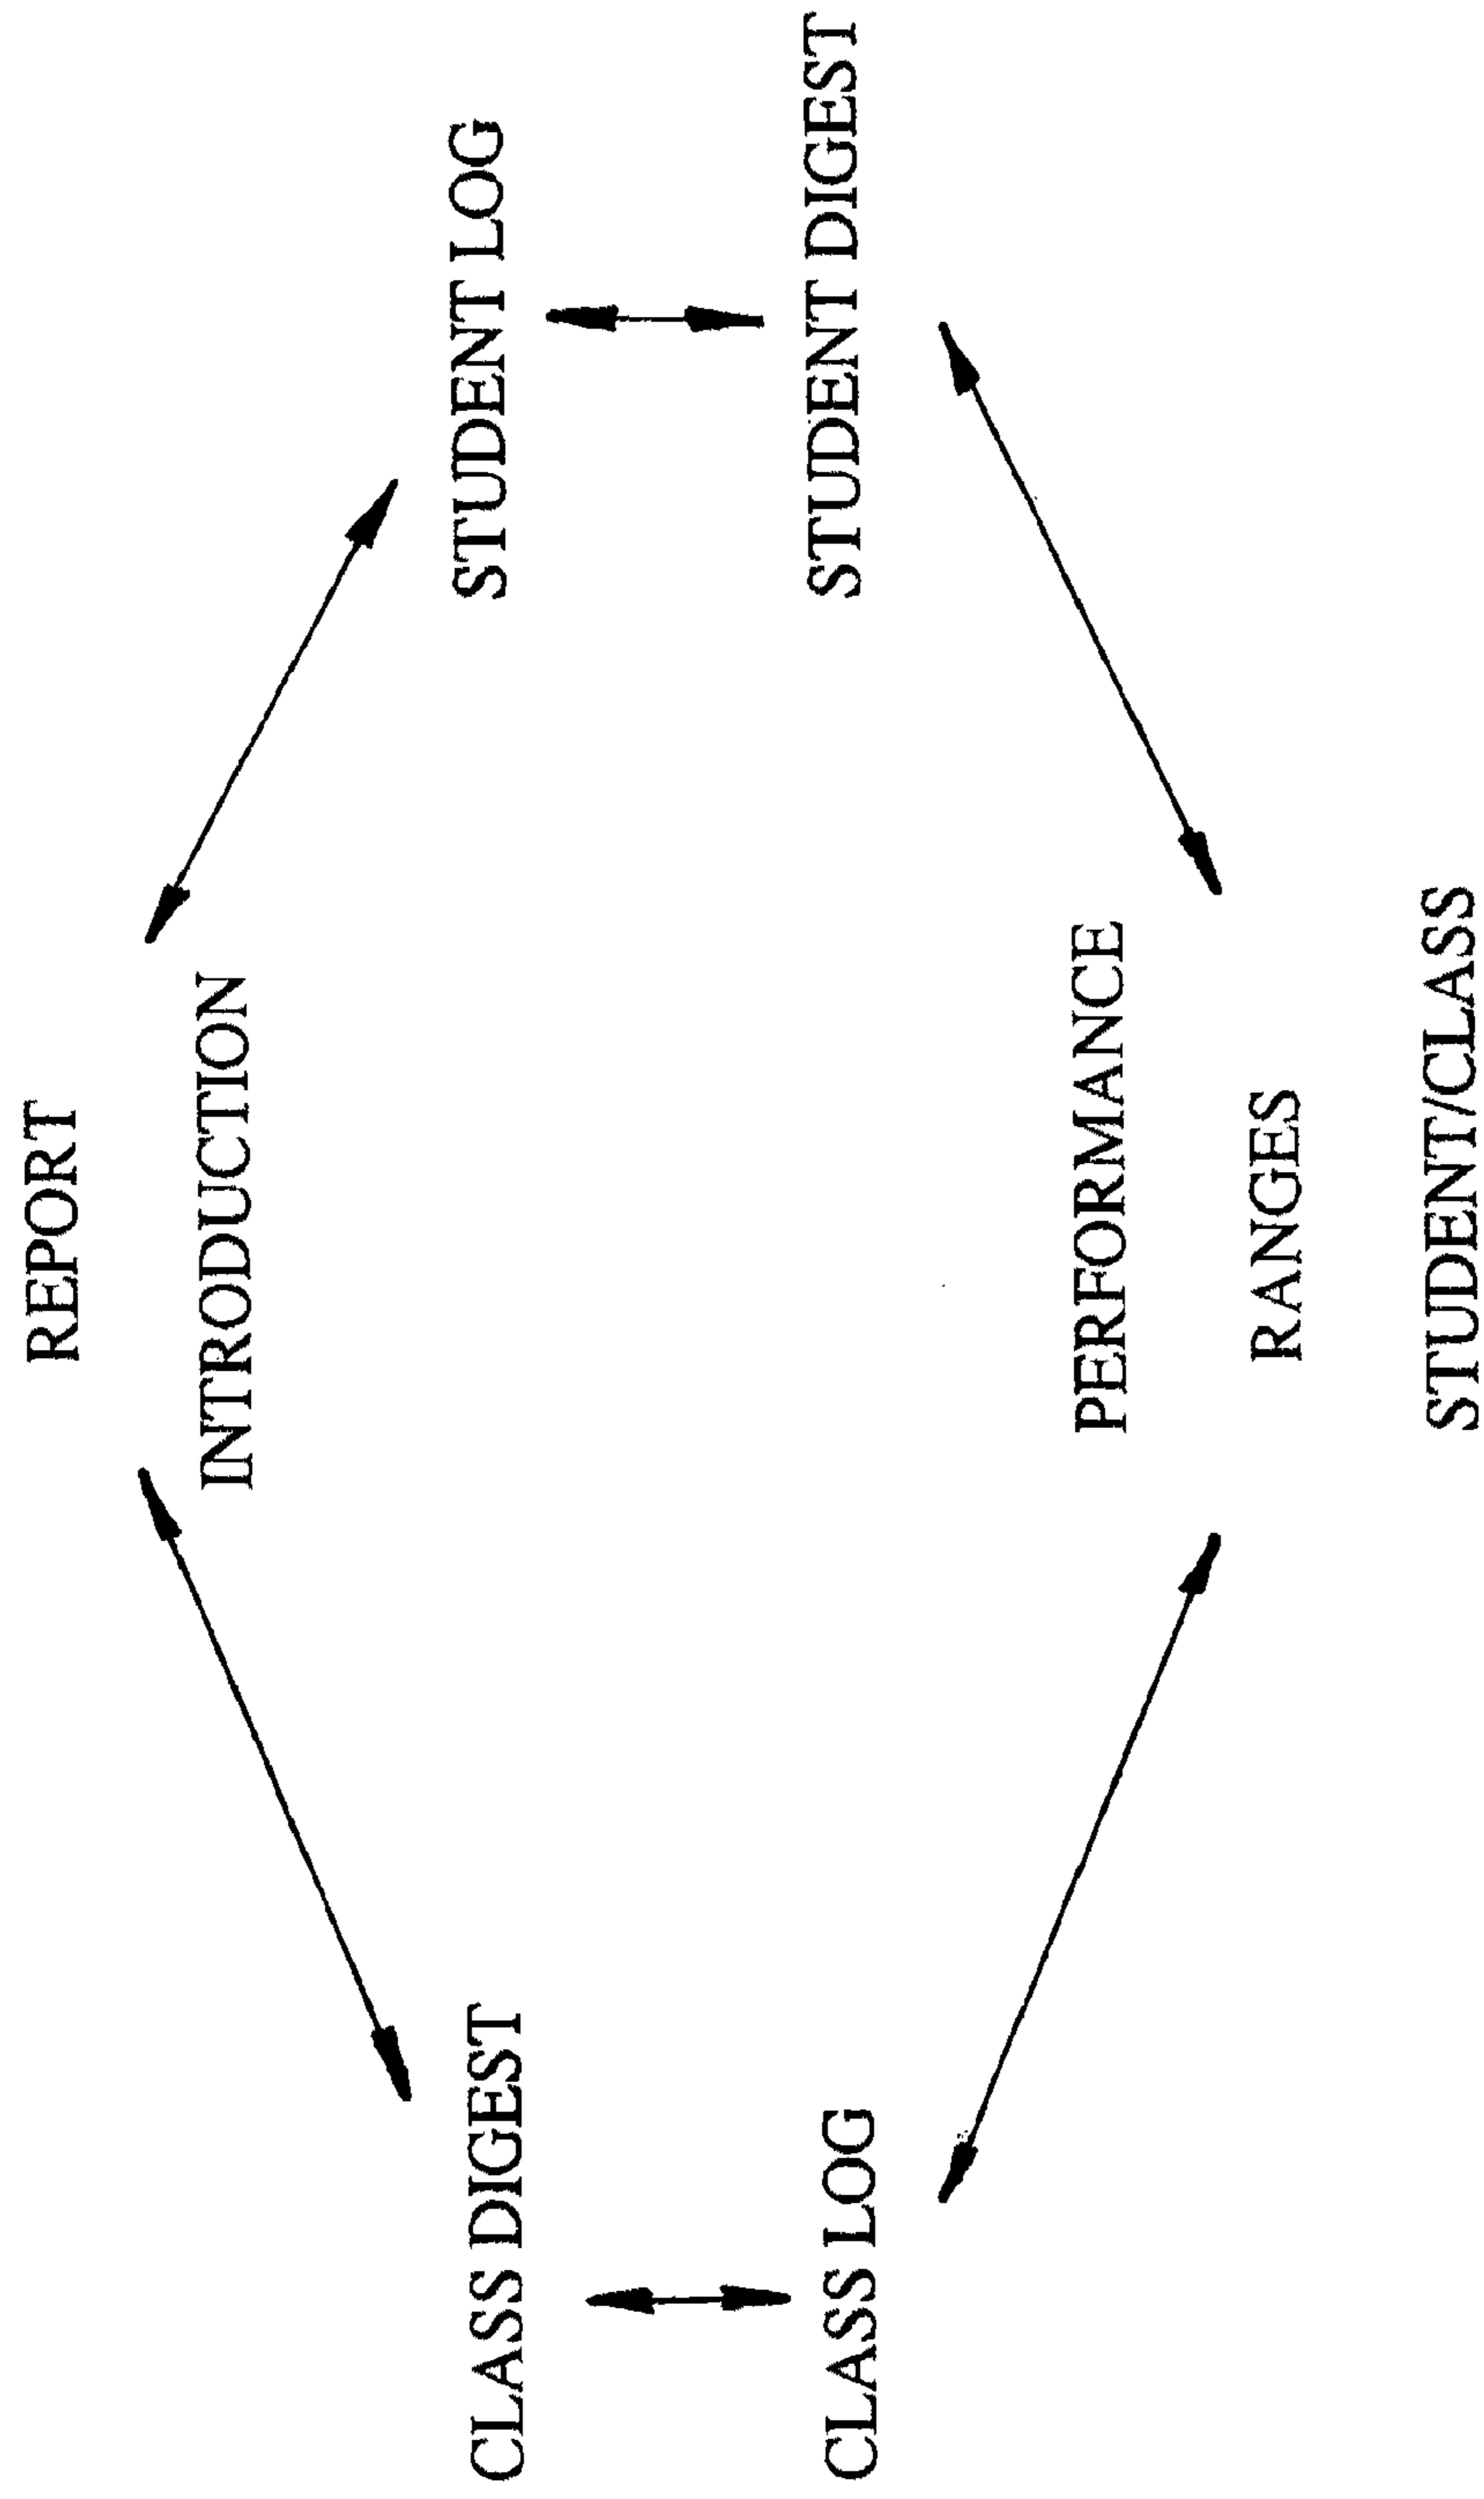 REPORT
INTRODUCTION
CLASS DIGEST
STUDENT LOG
CLASS LOG
STUDENT DIGEST
PERFORMANCE
RANGES
STUDENT/CLASS